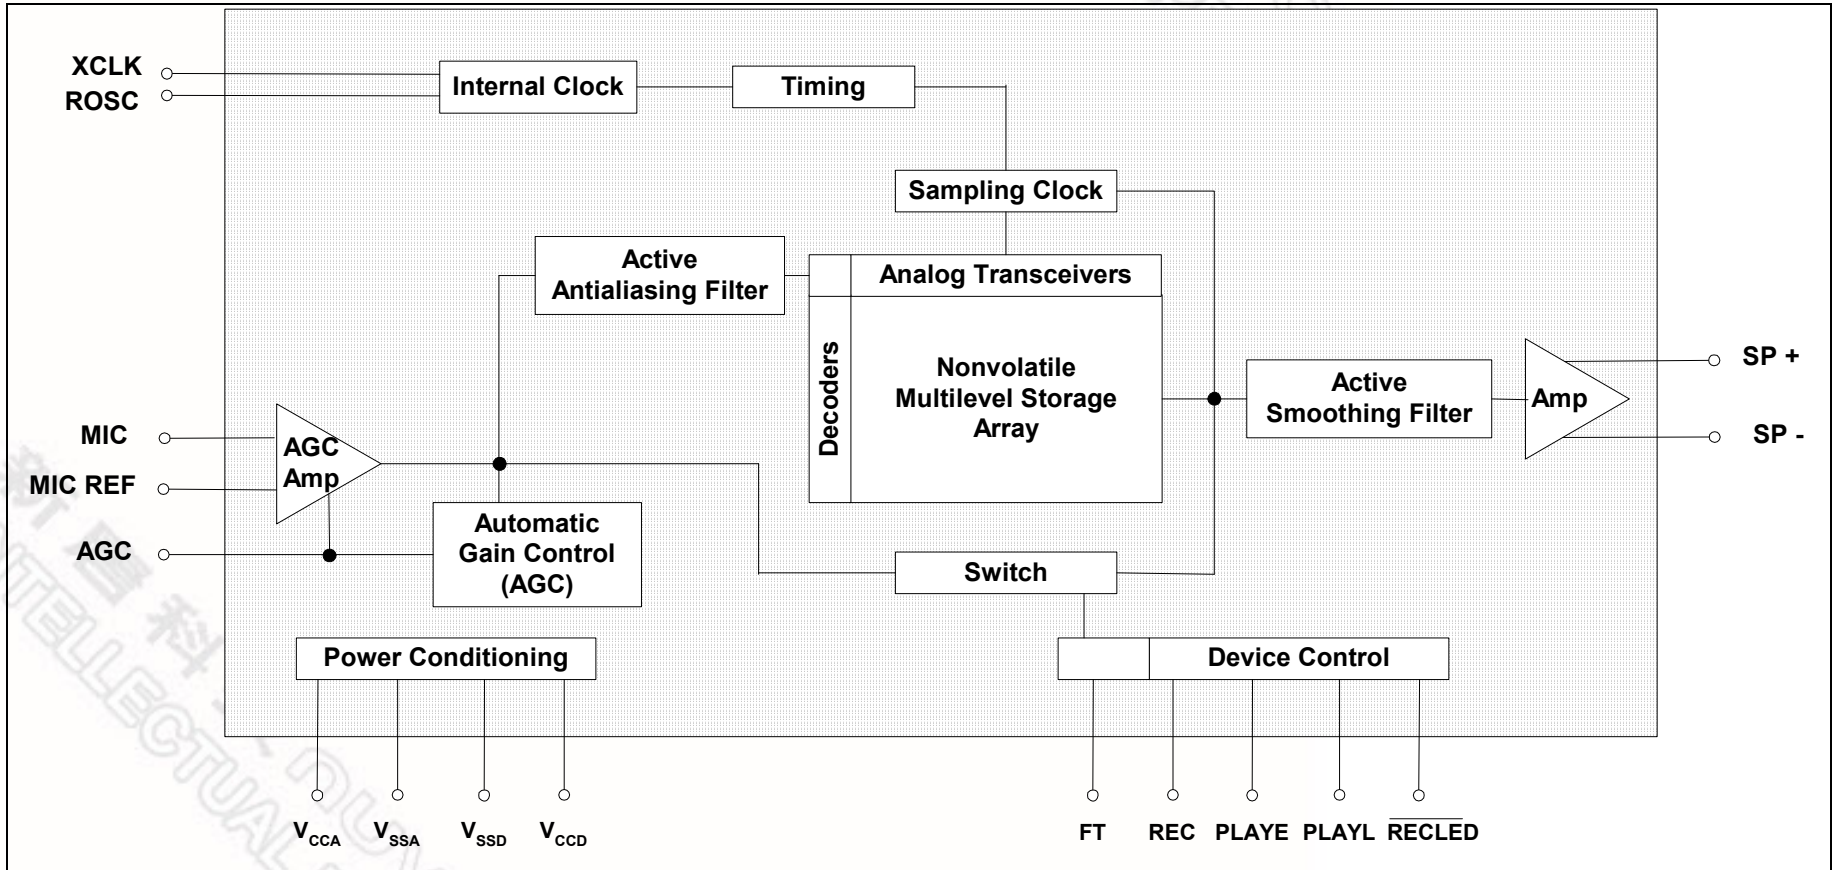 XCLK
ROSC
Internal Clock
Timing
Sampling Clock
Active
Antialiasing Filter
Analog Transceivers
Decoders
Nonvolatile
Multilevel Storage
Array
Active
Smoothing Filter
Amp
SP +
SP -
MIC
MIC REF
AGC
AGC
Amp
Automatic
Gain Control
(AGC)
Switch
Power Conditioning
Device Control
VCCA VSSA VSSD VCCD
FT REC PLAYE PLAYL RECLED